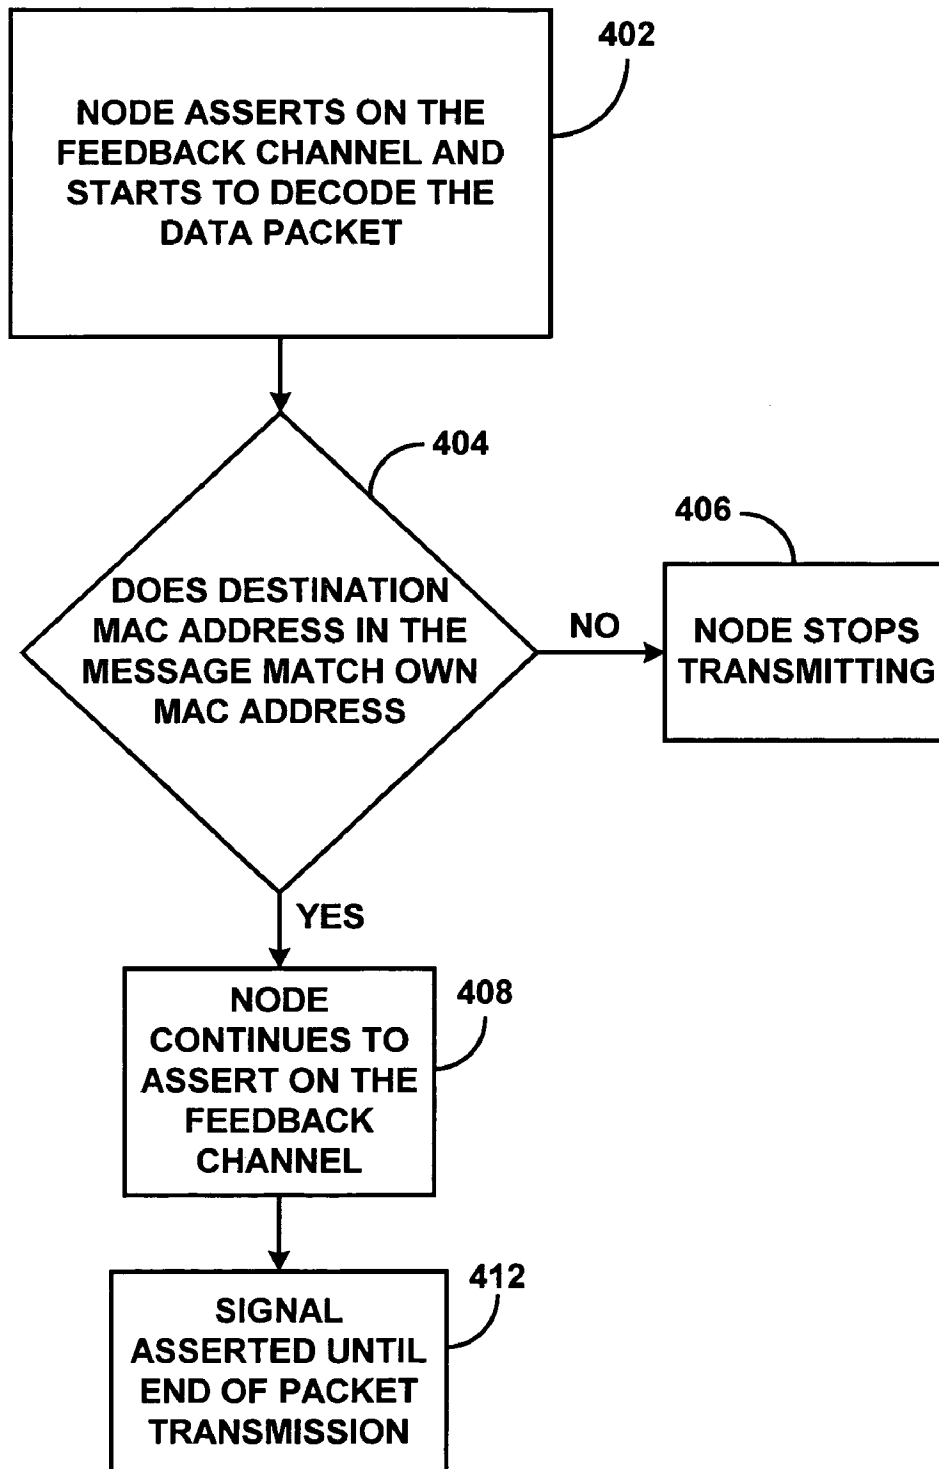 402
NODE ASSERTS ON THE
FEEDBACK CHANNEL AND
STARTS TO DECODE THE
DATA PACKET
404
DOES DESTINATION
MAC ADDRESS IN THE
MESSAGE MATCH OWN
MAC ADDRESS
NO
406
NODE STOPS
TRANSMITTING
YES
408
NODE
CONTINUES TO
ASSERT ON THE
FEEDBACK
CHANNEL
412
SIGNAL
ASSERTED UNTIL
END OF PACKET
TRANSMISSION